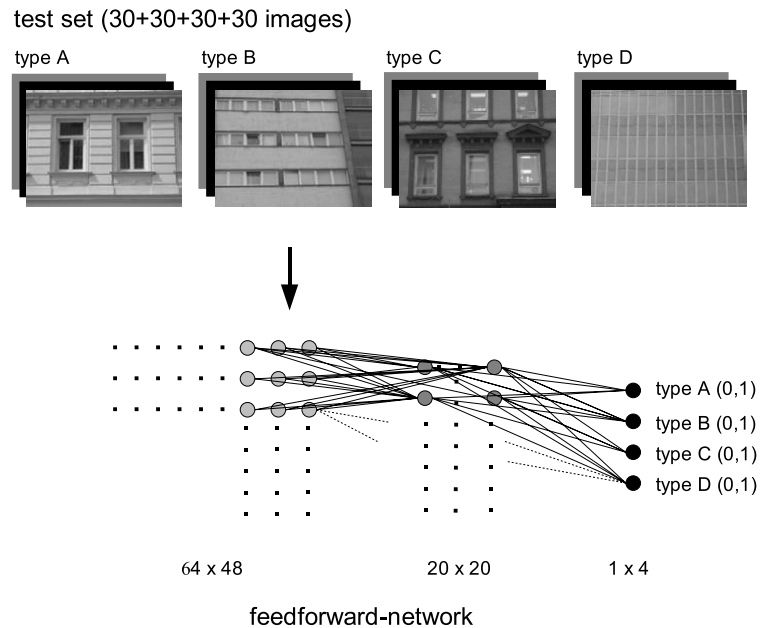 test set (30+30+30+30 images)
type A type B type C type D
type A (0,1)
type B (0,1)
type C (0,1)
type D (0,1)
64 x 48 20 x 20 1 x 4
feedforward-network